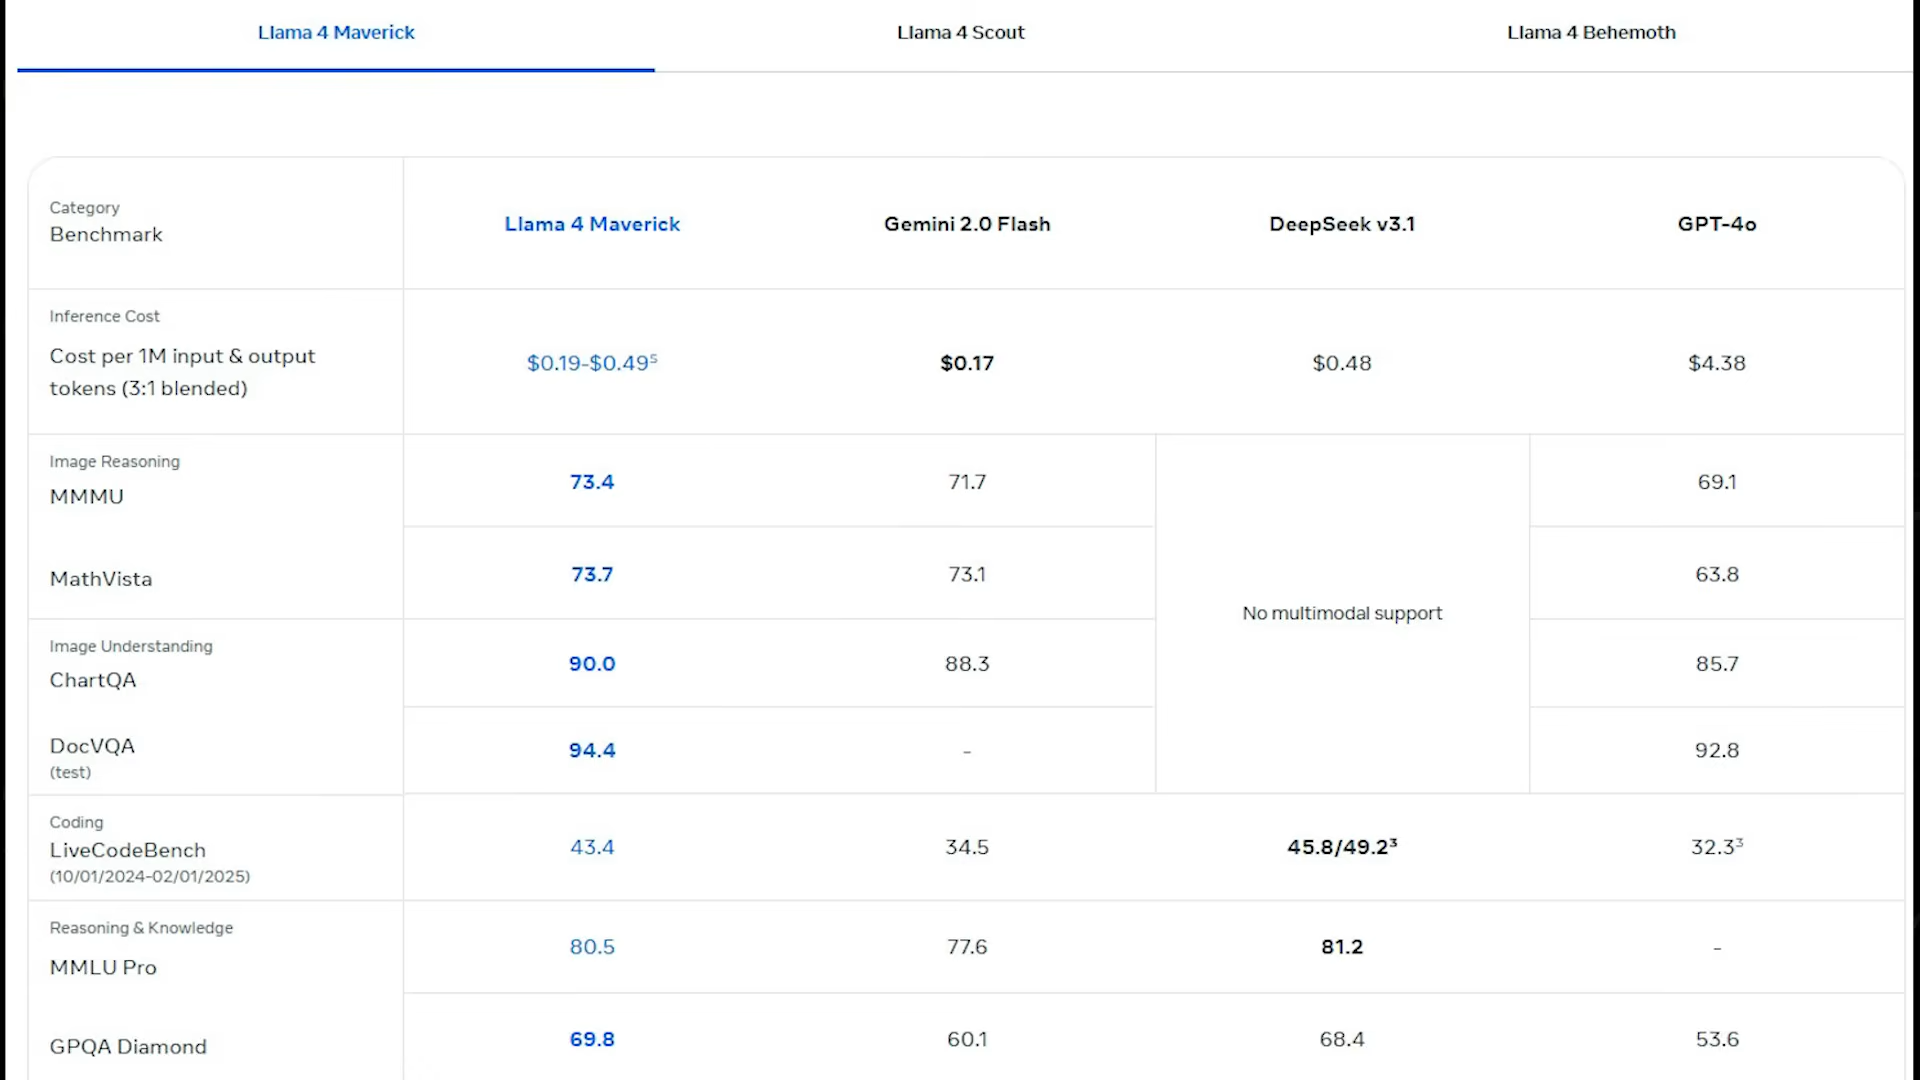 Llama 4 Maverick
Llama 4 Scout
Llama 4 Behemoth
Category
Benchmark
Llama 4 Maverick
Gemini 2.0 Flash
DeepSeek v3.1
GPT-4o
Inference Cost
Cost per 1M input & output
tokens (3:1 blended)
$0.19-$0.49⁵
$0.17
$0.48
$4.38
Image Reasoning
MMMU
73.4
71.7
69.1
MathVista
73.7
73.1
63.8
No multimodal support
Image Understanding
ChartQA
90.0
88.3
85.7
DocVQA
(test)
94.4
-
92.8
Coding
LiveCodeBench
(10/01/2024-02/01/2025)
43.4
34.5
45.8/49.2³
32.3³
Reasoning & Knowledge
MMLU Pro
80.5
77.6
81.2
-
GPQA Diamond
69.8
60.1
68.4
53.6